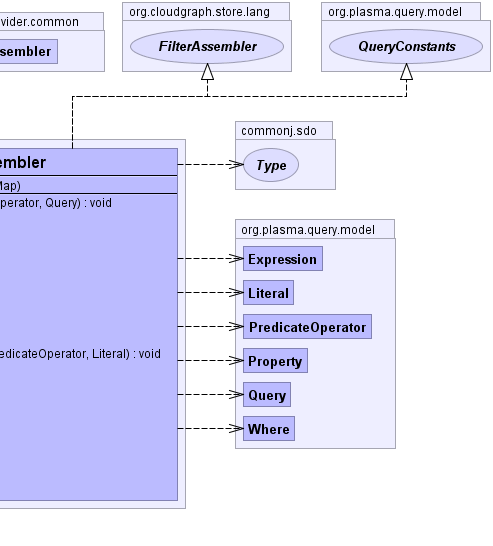 vider.common
sembler
org.cloudgraph.store.lang
FilterAssembler
org.plasma.query.model
QueryConstants
embler
Map)
perator, Query) : void
edicateOperator, Literal) : void
commonj.sdo
Type
org.plasma.query.model
Expression
Literal
PredicateOperator
Property
Query
Where